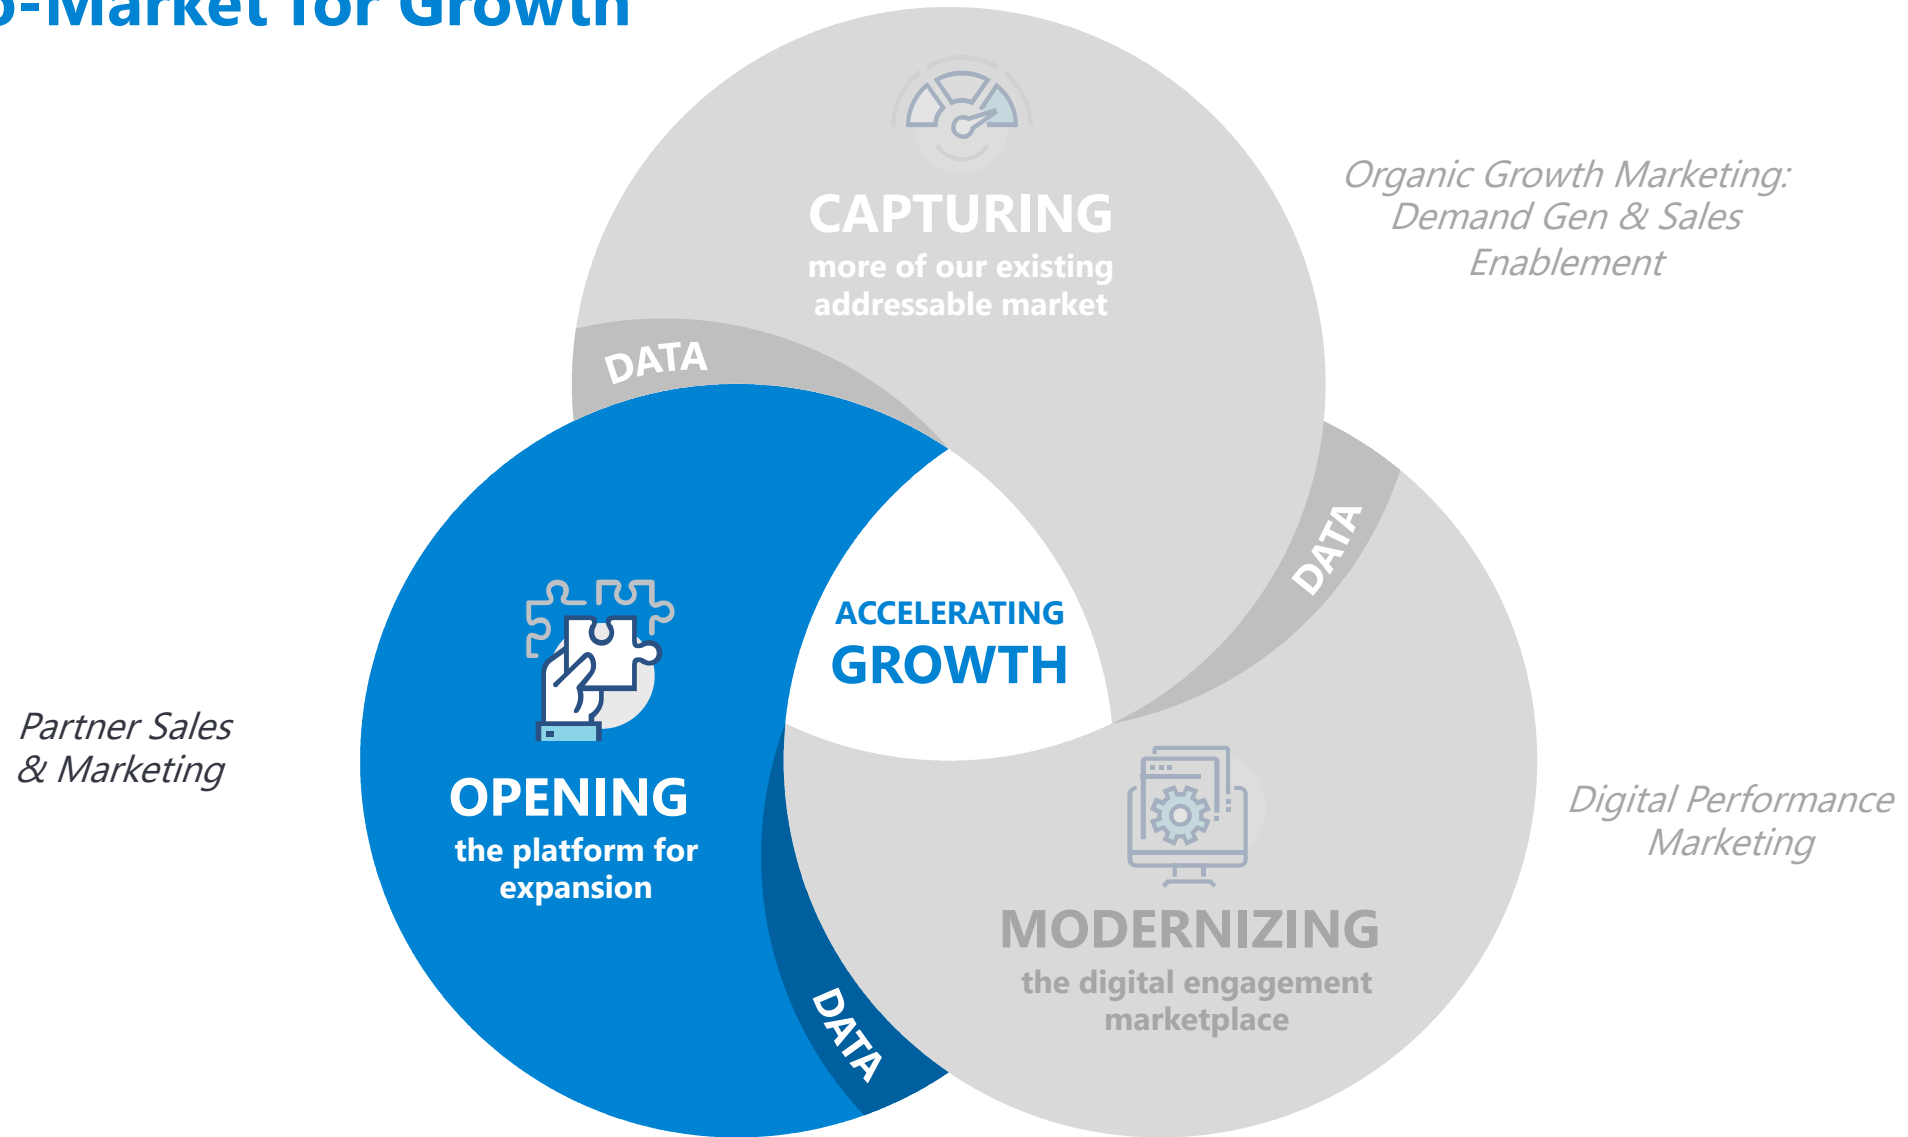 o-Market for Growth
CAPTURING
more of our existing
addressable market
Organic Growth Marketing:
Demand Gen & Sales
Enablement
DATA
DATA
ACCELERATING
GROWTH
Partner Sales
& Marketing
OPENING
the platform for
expansion
Digital Performance
Marketing
MODERNIZING
the digital engagement
marketplace
DATA